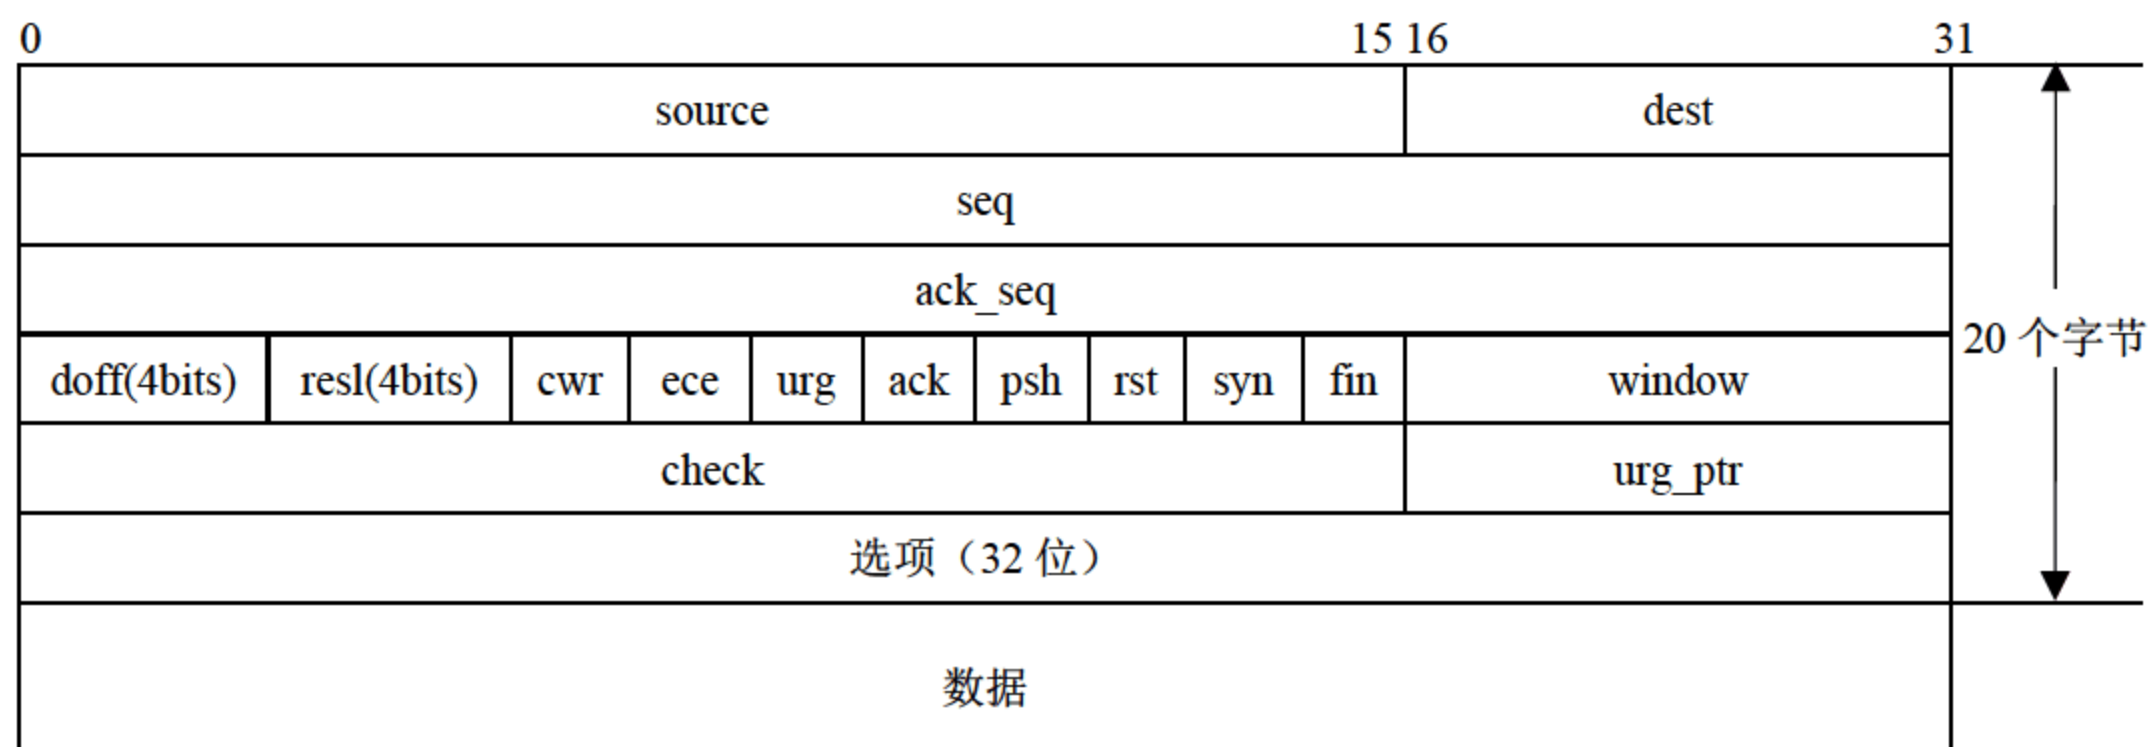 0 15 16 31
source dest
seq
ack_seq
20 个字节
doff(4bits) resl(4bits) cwr ece urg ack psh rst syn fin window
check urg_ptr
选项（32 位）
数据